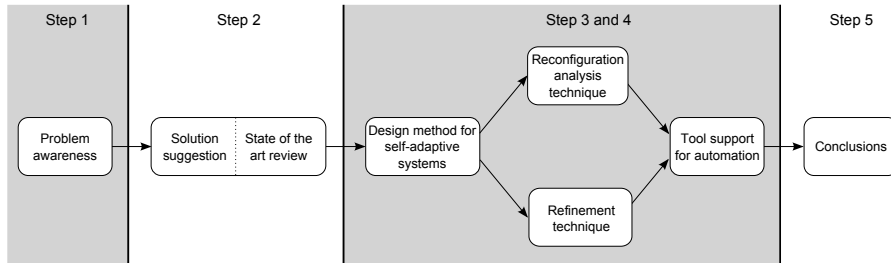 Step 1
Step 2
Step 3 and 4
Step 5
Problem
awareness
Solution
suggestion
State of the
art review
Design method for
self-adaptive
systems
Reconfiguration
analysis
technique
Refinement
technique
Tool support
for automation
Conclusions